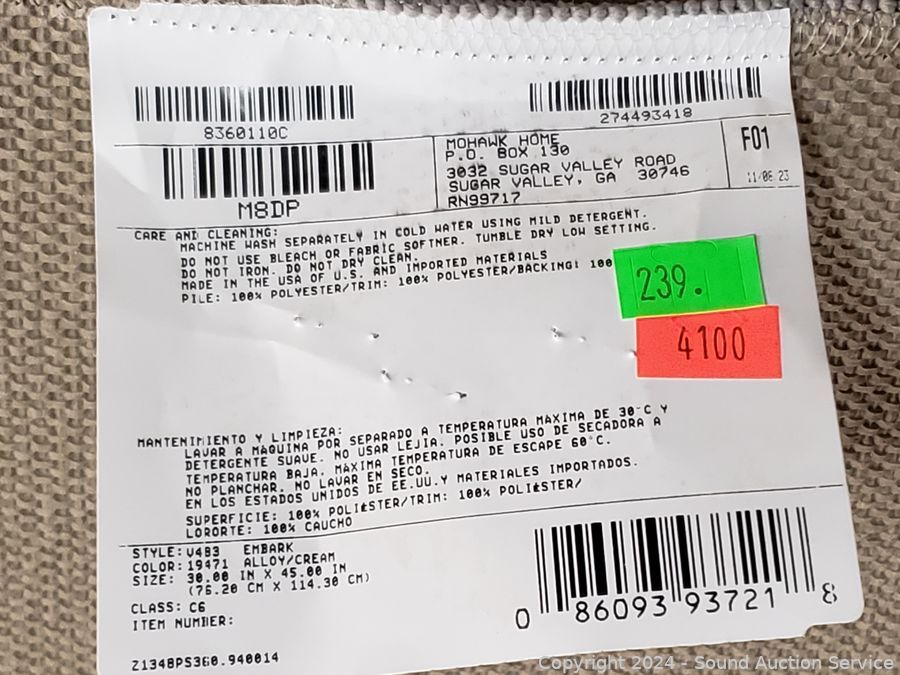 8360110C
274493418
M8DP
MOHAWK HOME
P.O. BOX 130
3032 SUGAR VALLEY ROAD
SUGAR VALLEY, GA 30746
RN99717
F01
11/06 23
CARE AND CLEANING:
MACHINE WASH SEPARATELY IN COLD WATER USING MILD DETERGENT.
DO NOT USE BLEACH OR FABRIC SOFTNER. TUMBLE DRY LOW SETTING.
DO NOT IRON. DO NOT DRY CLEAN.
MADE IN THE USA OF U.S. AND IMPORTED MATERIALS
PILE: 100% POLYESTER/TRIM: 100% POLYESTER/BACKING: 100
239.
4100
MANTENIMIENTO Y LIMPIEZA:
LAVAR A MAQUINA POR SEPARADO A TEMPERATURA MAXIMA DE 30°C Y
DETERGENTE SUAVE. NO USAR LEJIA. POSIBLE USO DE SECADORA A
TEMPERATURA BAJA. MAXIMA TEMPERATURA DE ESCAPE 60°C.
NO PLANCHAR. NO LAVAR EN SECO.
EN LOS ESTADOS UNIDOS DE EE.UU.Y MATERIALES IMPORTADOS.
SUPERFICIE: 100% POLIÉSTER/TRIM: 100% POLIÉSTER/
LORORTE: 100% CAUCHO
STYLE: V4B3 EMBARK
COLOR: 19471 ALLOY/CREAM
SIZE: 30.00 IN X 45.00 IN
(76.20 CM X 114.30 CM)
CLASS: C6
ITEM NUMBER:
0 86093 93721 8
Z1348PS360.940014
Copyright 2024 - Sound Auction Service